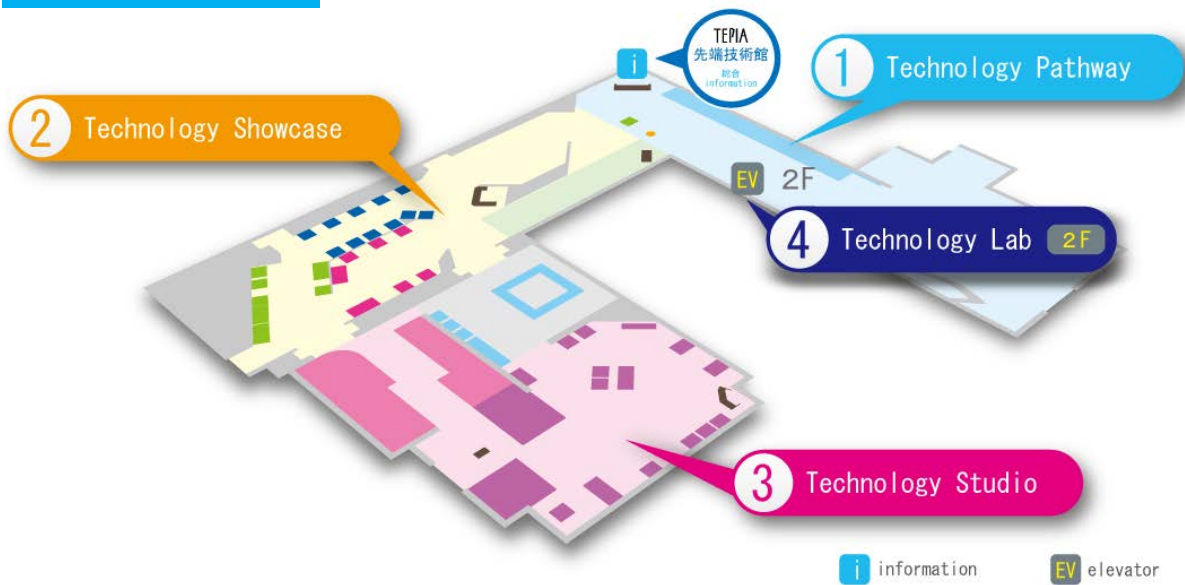 TEPIA
先端技術館
総合
information
i
1 Technology Pathway
2 Technology Showcase
EV 2F
4 Technology Lab 2F
3 Technology Studio
i information
EV elevator